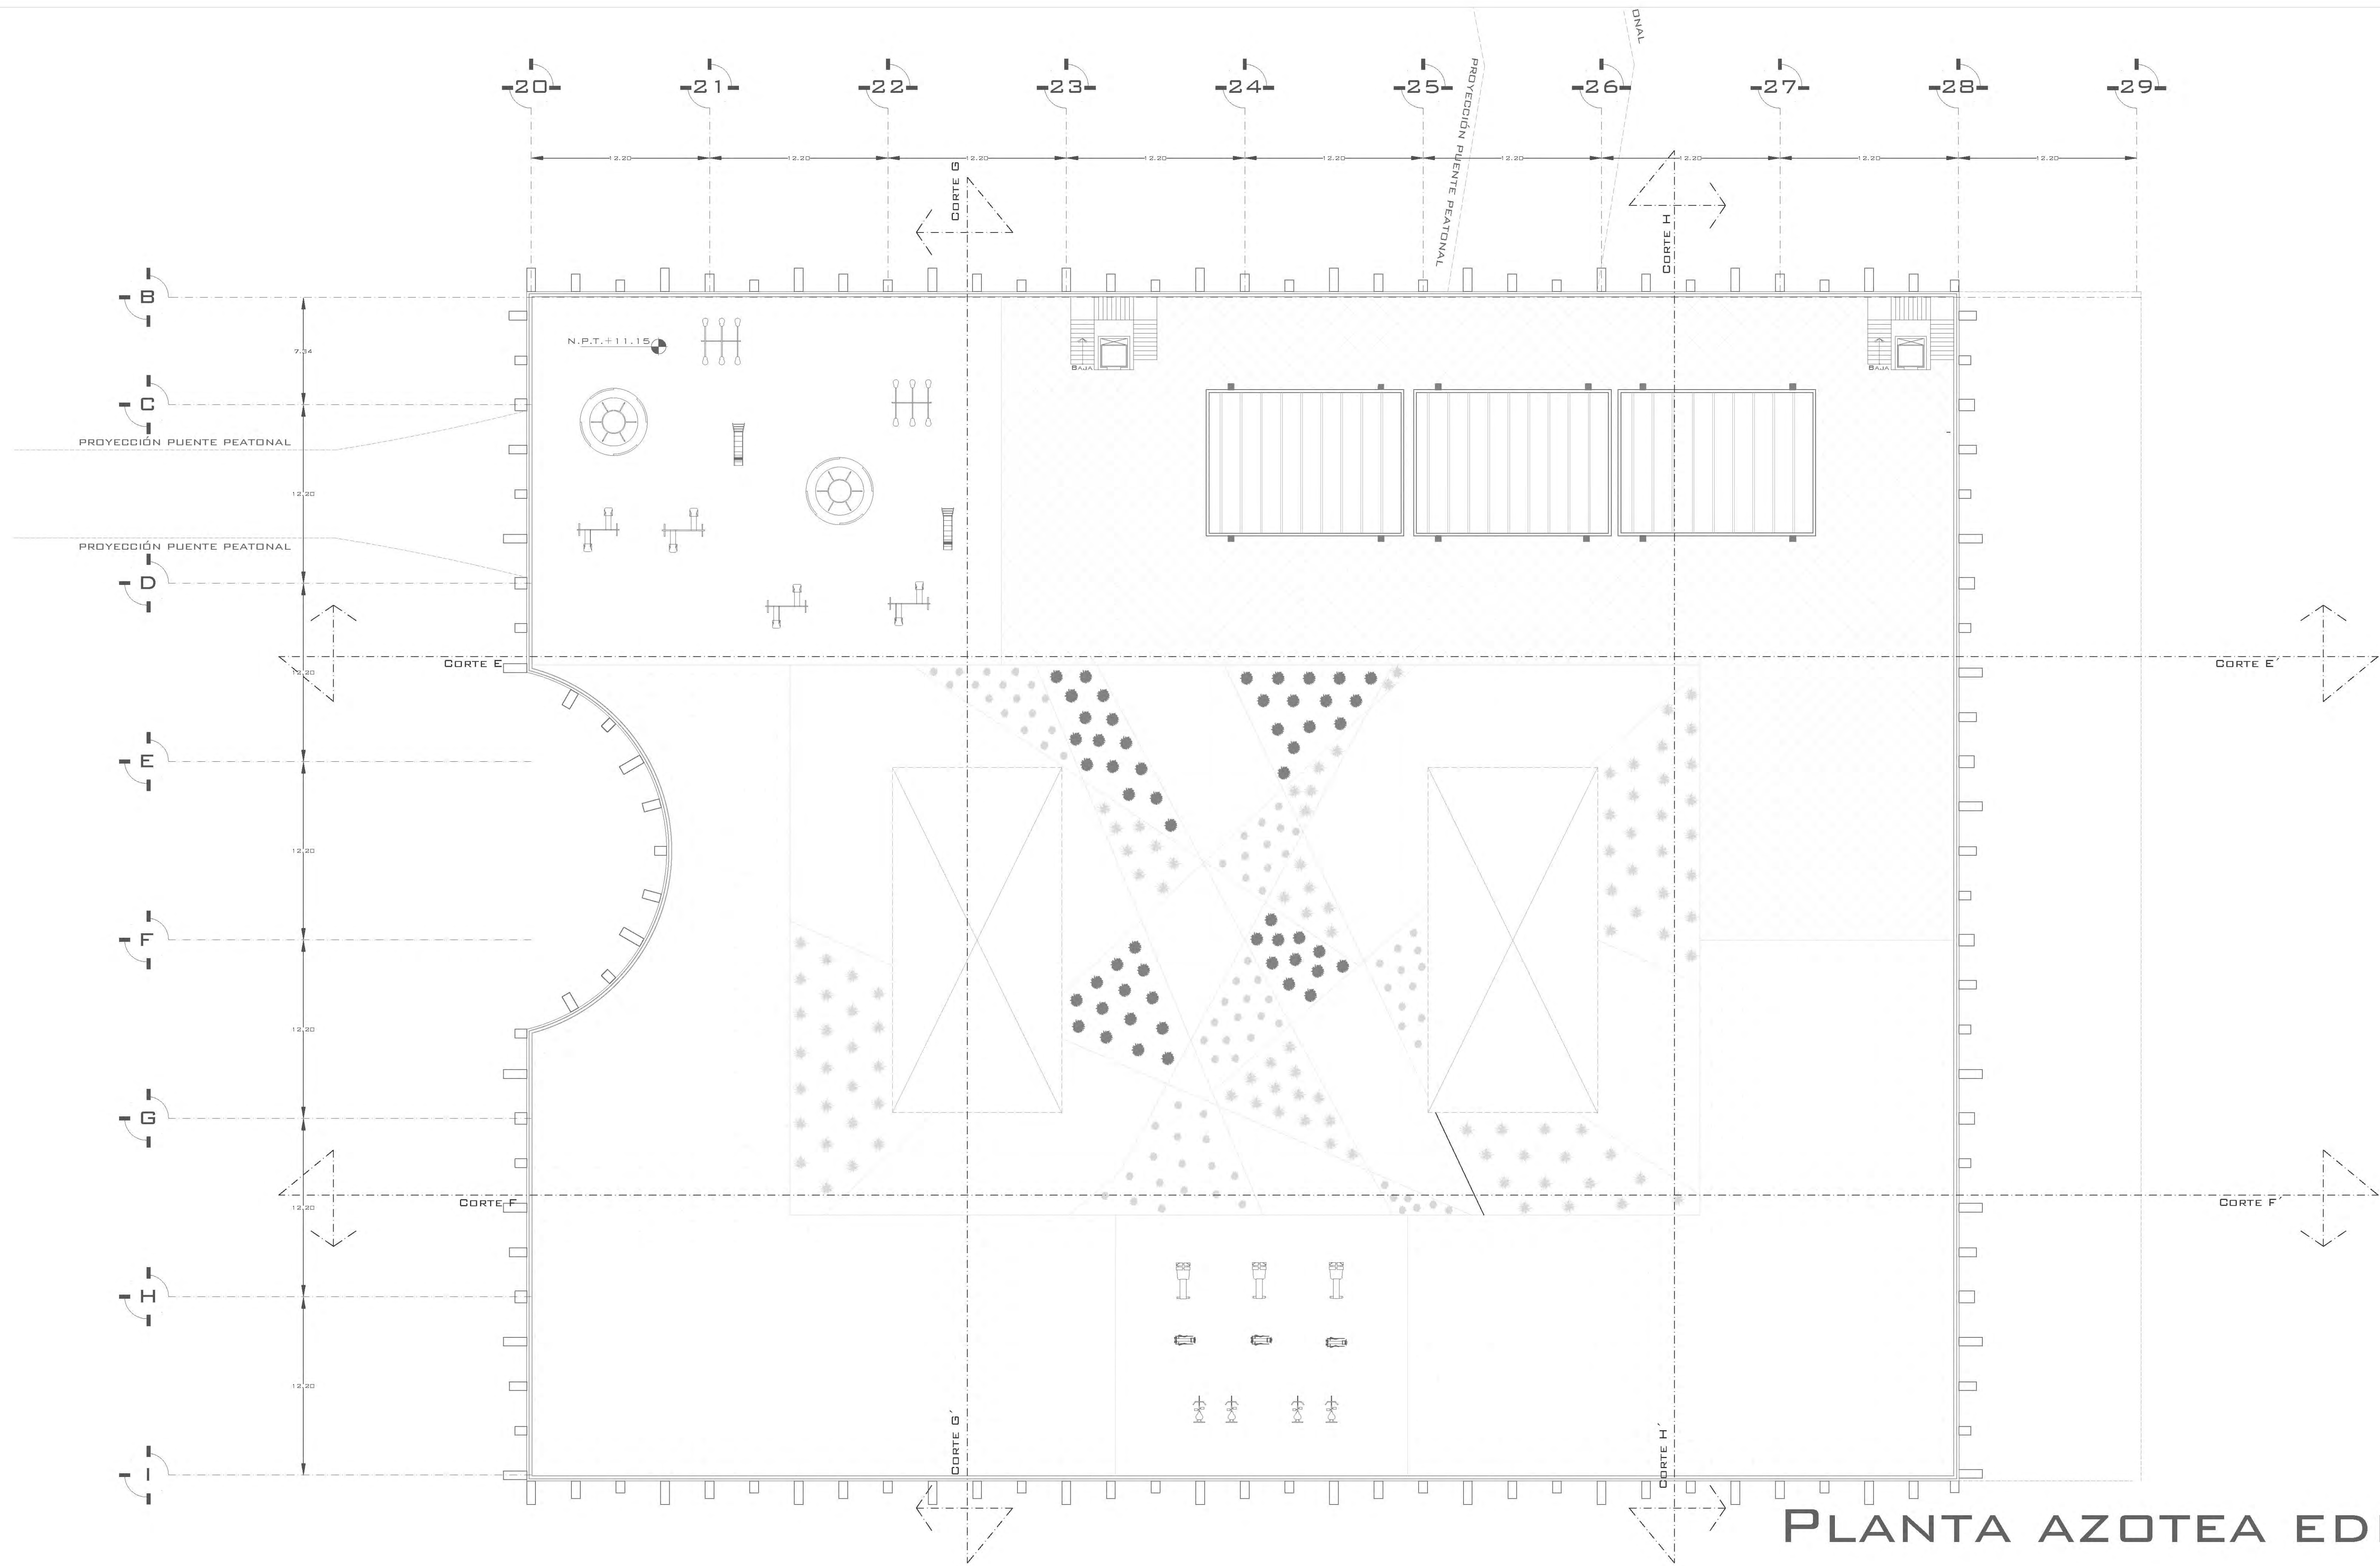 ONAL
20 21 22 23 24 25 26 27 28 29
PROYECCIÓN PUENTE PEATONAL
12.20 12.20 12.20 12.20 12.20 12.20 12.20 12.20 12.20
CORTE G
CORTE H
B
N.P.T.+11.15
7.34
BAJA
BAJA
C
PROYECCIÓN PUENTE PEATONAL
12.20
PROYECCIÓN PUENTE PEATONAL
D
CORTE E
CORTE E´
12.20
E
12.20
F
12.20
G
CORTE F
CORTE F´
12.20
H
12.20
CORTE G´
CORTE H´
I
PLANTA AZOTEA ED